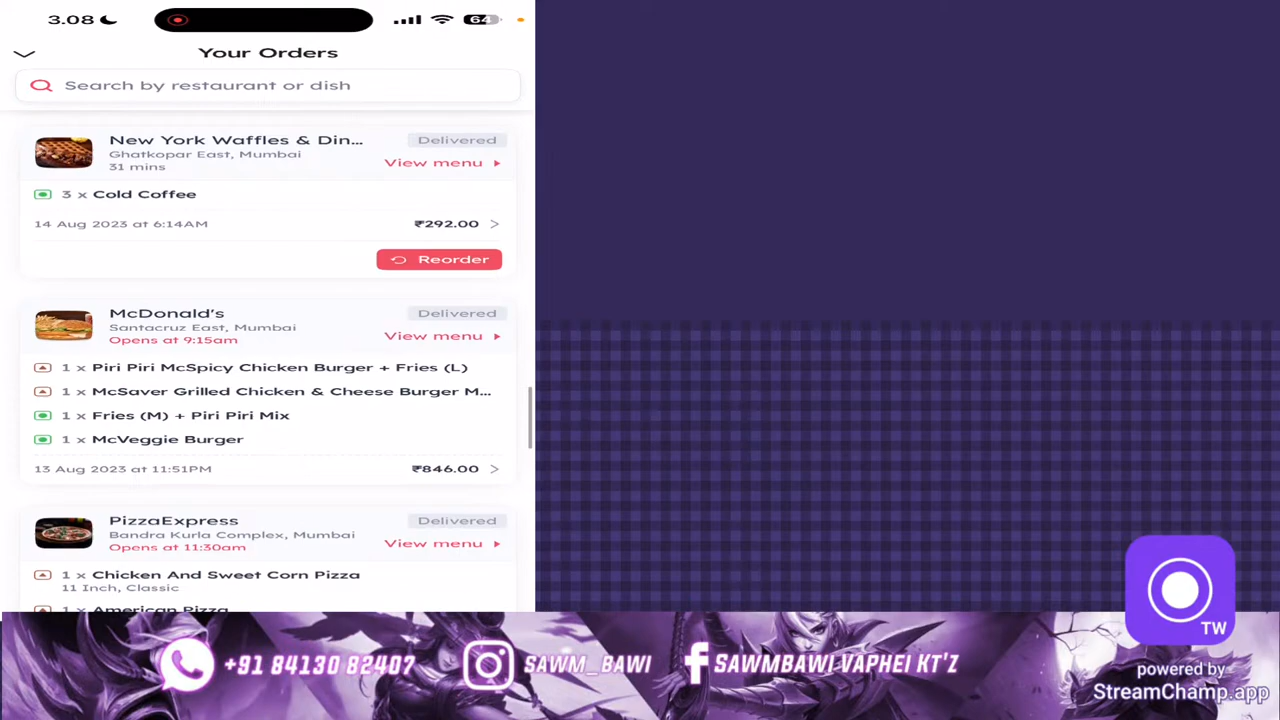 3.08
64
Your Orders
Search by restaurant or dish
New York Waffles & Din...
Delivered
Ghatkopar East, Mumbai
31 mins
View menu
3 x Cold Coffee
14 Aug 2023 at 6:14AM
₹292.00
Reorder
McDonald's
Delivered
Santacruz East, Mumbai
Opens at 9:15am
View menu
1 x Piri Piri McSpicy Chicken Burger + Fries (L)
1 x McSaver Grilled Chicken & Cheese Burger M...
1 x Fries (M) + Piri Piri Mix
1 x McVeggie Burger
13 Aug 2023 at 11:51PM
₹846.00
PizzaExpress
Delivered
Bandra Kurla Complex, Mumbai
Opens at 11:30am
View menu
1 x Chicken And Sweet Corn Pizza
11 Inch, Classic
1 x American Pizza
TW
+91 84130 82407
SAWM_BAWI
SAWMBAWI VAPHEI KT'Z
powered by
StreamChamp.app